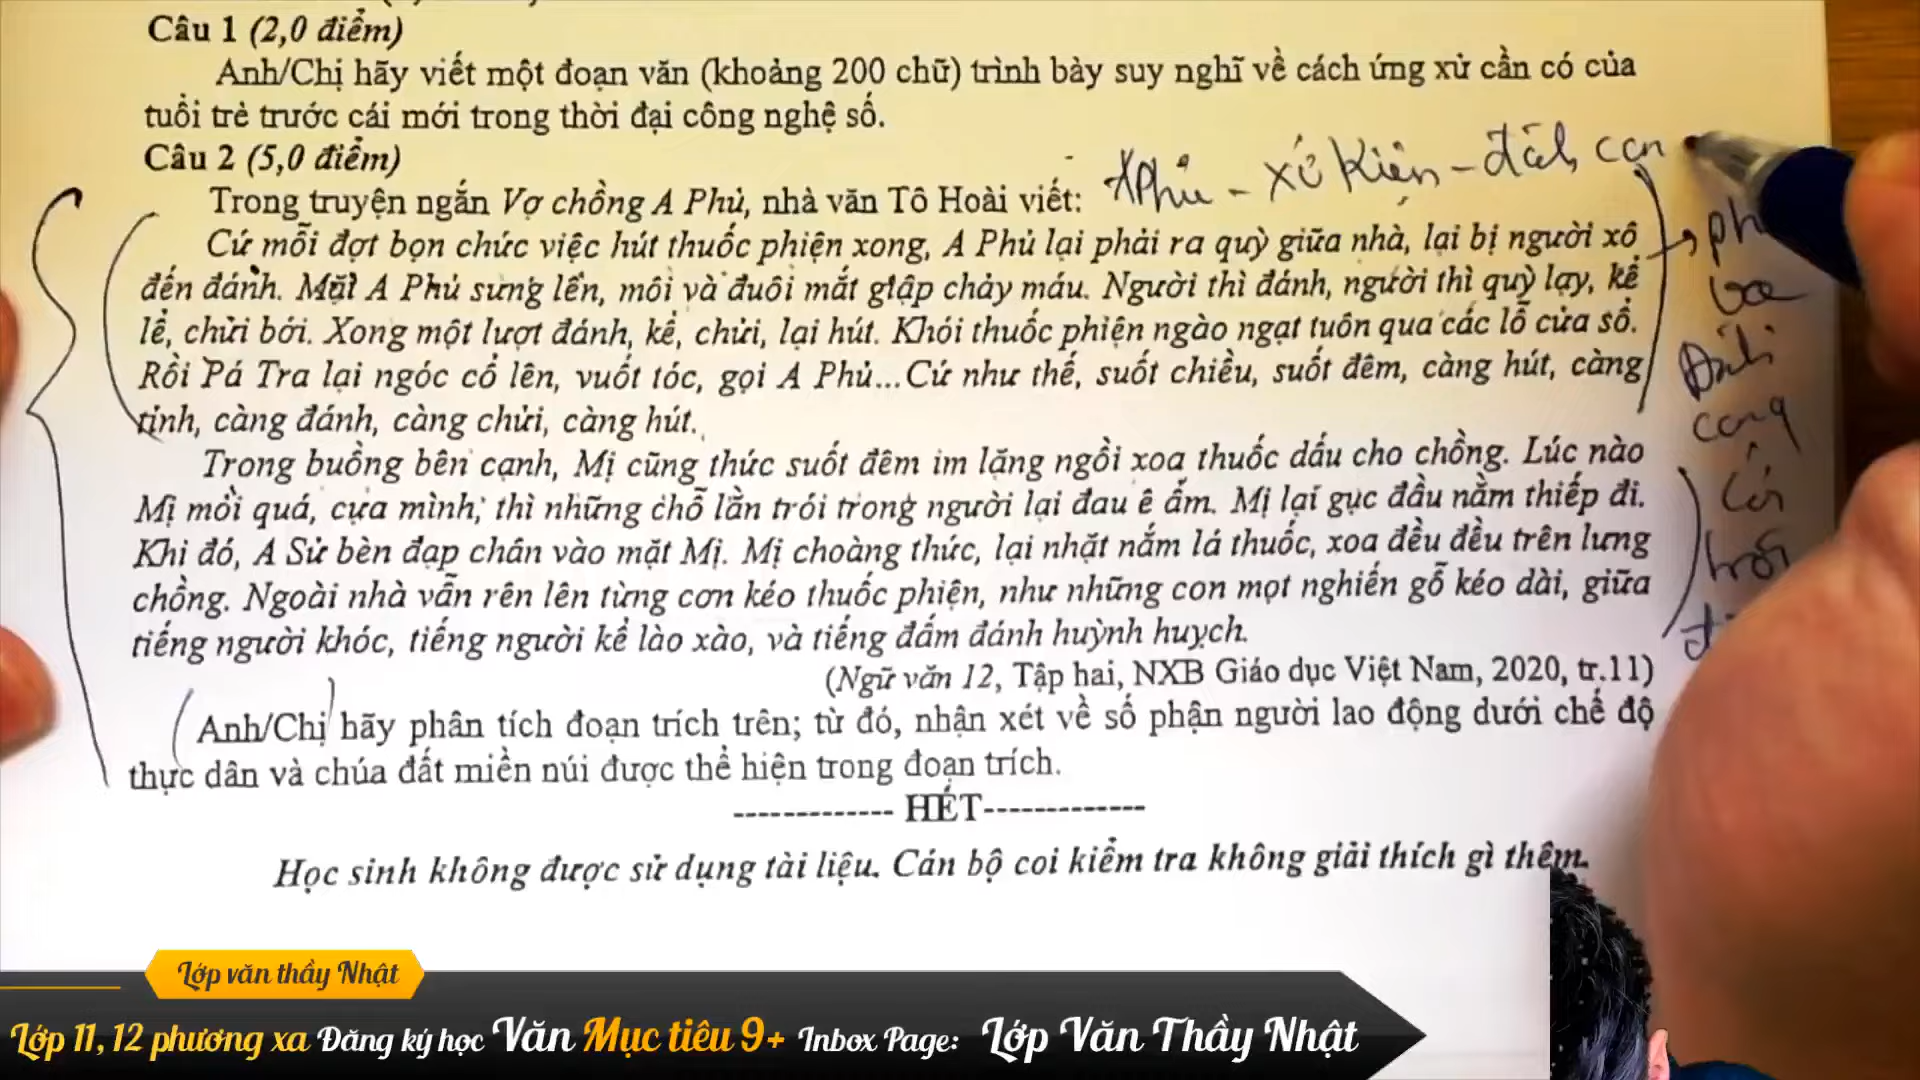 Câu 1 (2,0 điểm)
Anh/Chị hãy viết một đoạn văn (khoảng 200 chữ) trình bày suy nghĩ về cách ứng xử cần có của
tuổi trẻ trước cái mới trong thời đại công nghệ số.
Câu 2 (5,0 điểm)
APhủ - xử kiện - đánh con
Trong truyện ngắn Vợ chồng A Phủ, nhà văn Tô Hoài viết:
Cứ mỗi đợt bọn chức việc hút thuốc phiện xong, A Phủ lại phải ra quỳ giữa nhà, lại bị người xô
đến đánh. Mặt A Phủ sưng lên, môi và đuôi mắt giập chảy máu. Người thì đánh, người thì quỳ lạy, kể
lể, chửi bới. Xong một lượt đánh, kể, chửi, lại hút. Khói thuốc phiện ngào ngạt tuôn qua các lỗ cửa sổ.
Rồi Pá Tra lại ngóc cổ lên, vuốt tóc, gọi A Phủ...Cứ như thế, suốt chiều, suốt đêm, càng hút, càng
tỉnh, càng đánh, càng chửi, càng hút.
Trong buồng bên cạnh, Mị cũng thức suốt đêm im lặng ngồi xoa thuốc dấu cho chồng. Lúc nào
Mị mỏi quá, cựa mình; thì những chỗ lằn trói trong người lại đau ê ẩm. Mị lại gục đầu nằm thiếp đi.
Khi đó, A Sử bèn đạp chân vào mặt Mị. Mị choàng thức, lại nhặt nắm lá thuốc, xoa đều đều trên lưng
chồng. Ngoài nhà vẫn rên lên từng cơn kéo thuốc phiện, như những con mọt nghiến gỗ kéo dài, giữa
tiếng người khóc, tiếng người kể lào xào, và tiếng đấm đánh huỳnh huỵch.
(Ngữ văn 12, Tập hai, NXB Giáo dục Việt Nam, 2020, tr.11)
Anh/Chị hãy phân tích đoạn trích trên; từ đó, nhận xét về số phận người lao động dưới chế độ
thực dân và chúa đất miền núi được thể hiện trong đoạn trích.
------------- HẾT-------------
Học sinh không được sử dụng tài liệu. Cán bộ coi kiểm tra không giải thích gì thêm.
Lớp văn thầy Nhật
Lớp 11, 12 phương xa Đăng ký học Văn Mục tiêu 9+ Inbox Page: Lớp Văn Thầy Nhật